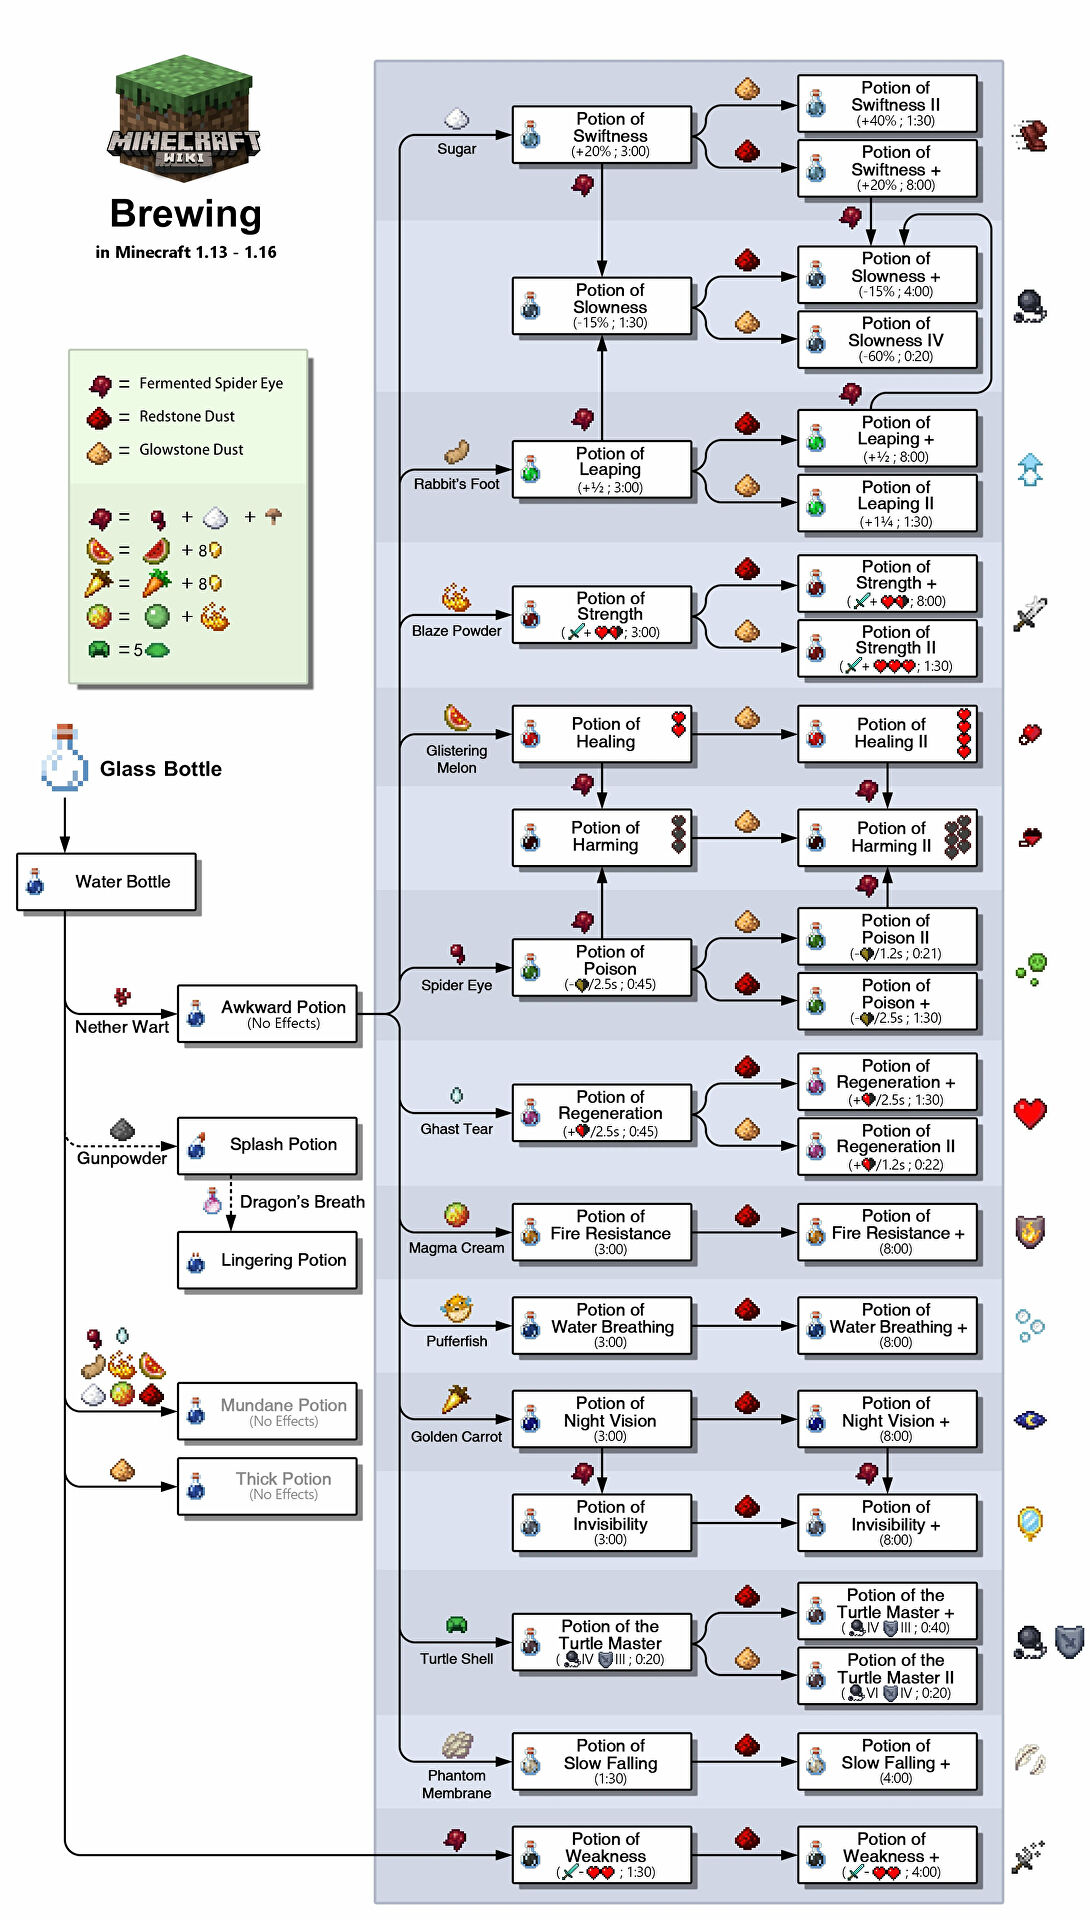 MINECRAFT
WIKI
Brewing
in Minecraft 1.13 - 1.16
= Fermented Spider Eye
= Redstone Dust
= Glowstone Dust
= + +
= + 8
= + 8
= +
= 5
Glass Bottle
Water Bottle
Nether Wart
Awkward Potion
(No Effects)
Gunpowder
Splash Potion
Dragon's Breath
Lingering Potion
Mundane Potion
(No Effects)
Thick Potion
(No Effects)
Sugar
Potion of
Swiftness
(+20% ; 3:00)
Potion of
Swiftness II
(+40% ; 1:30)
Potion of
Swiftness +
(+20% ; 8:00)
Potion of
Slowness
(-15% ; 1:30)
Potion of
Slowness +
(-15% ; 4:00)
Potion of
Slowness IV
(-60% ; 0:20)
Rabbit's Foot
Potion of
Leaping
(+½ ; 3:00)
Potion of
Leaping +
(+½ ; 8:00)
Potion of
Leaping II
(+1¼ ; 1:30)
Blaze Powder
Potion of
Strength
( + ; 3:00)
Potion of
Strength +
( + ; 8:00)
Potion of
Strength II
( + ; 1:30)
Glistering
Melon
Potion of
Healing
Potion of
Healing II
Potion of
Harming
Potion of
Harming II
Spider Eye
Potion of
Poison
(- /2.5s ; 0:45)
Potion of
Poison II
(- /1.2s ; 0:21)
Potion of
Poison +
(- /2.5s ; 1:30)
Ghast Tear
Potion of
Regeneration
(+ /2.5s ; 0:45)
Potion of
Regeneration +
(+ /2.5s ; 1:30)
Potion of
Regeneration II
(+ /1.2s ; 0:22)
Magma Cream
Potion of
Fire Resistance
(3:00)
Potion of
Fire Resistance +
(8:00)
Pufferfish
Potion of
Water Breathing
(3:00)
Potion of
Water Breathing +
(8:00)
Golden Carrot
Potion of
Night Vision
(3:00)
Potion of
Night Vision +
(8:00)
Potion of
Invisibility
(3:00)
Potion of
Invisibility +
(8:00)
Turtle Shell
Potion of the
Turtle Master
( IV III ; 0:20)
Potion of the
Turtle Master +
( IV III ; 0:40)
Potion of the
Turtle Master II
( VI IV ; 0:20)
Phantom
Membrane
Potion of
Slow Falling
(1:30)
Potion of
Slow Falling +
(4:00)
Potion of
Weakness
( - ; 1:30)
Potion of
Weakness +
( - ; 4:00)